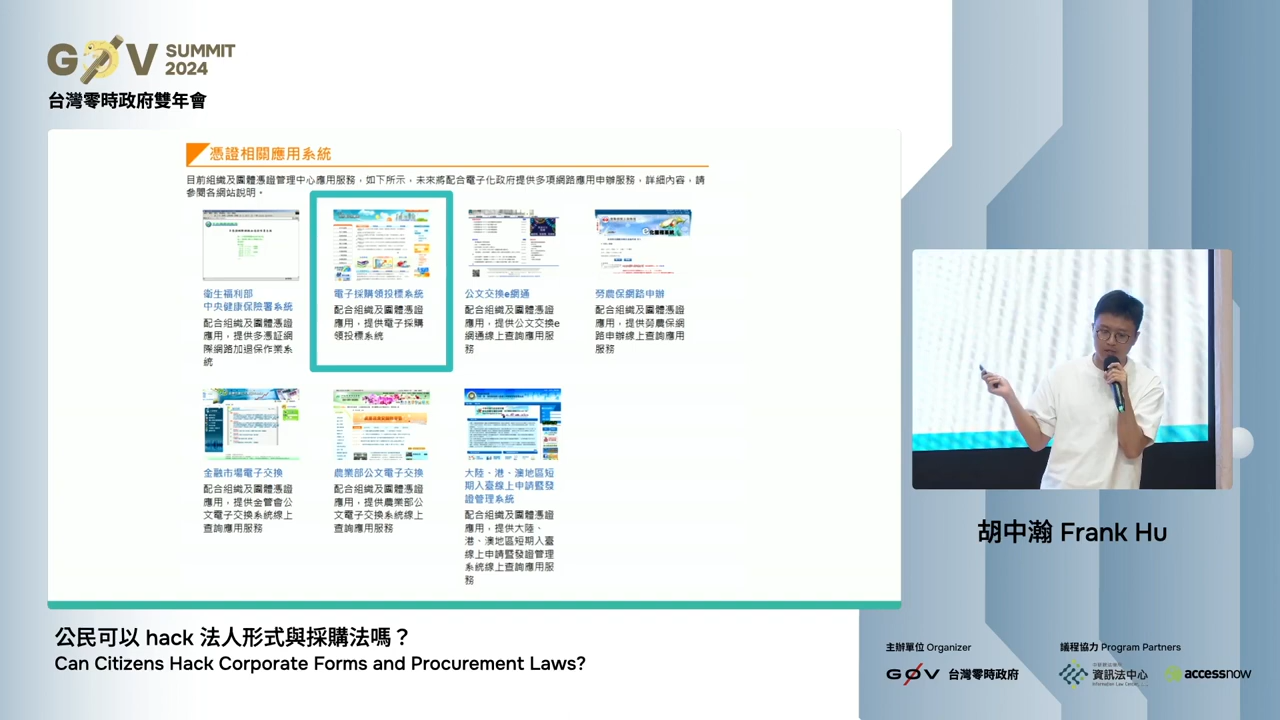 GØV SUMMIT 2024
台灣零時政府雙年會
憑證相關應用系統
目前組織及團體憑證管理中心應用服務，如下所示，未來將配合電子化政府提供多項網路應用申辦服務，詳細內容，請
參閱各網站說明。
衛生福利部
中央健康保險署系統
配合組織及團體憑證
應用，提供多憑証網
際網路加退保作業系
統
電子採購領投標系統
配合組織及團體憑證
應用，提供電子採購
領投標系統
公文交換e網通
配合組織及團體憑證
應用，提供公文交換e
網通線上查詢應用服
務
勞農保網路申辦
配合組織及團體憑證
應用，提供勞農保網
路申辦線上查詢應用
服務
金融市場電子交換
配合組織及團體憑證
應用，提供金管會公
文電子交換系統線上
查詢應用服務
農業部公文電子交換
配合組織及團體憑證
應用，提供農業部公
文電子交換系統線上
查詢應用服務
大陸、港、澳地區短
期入臺線上申請暨發
證管理系統
配合組織及團體憑證
應用，提供大陸、
港、澳地區短期入臺
線上申請暨發證管理
系統線上查詢應用服
務
胡中瀚 Frank Hu
公民可以 hack 法人形式與採購法嗎？
Can Citizens Hack Corporate Forms and Procurement Laws?
主辦單位 Organizer
GØV 台灣零時政府
議程協力 Program Partners
資訊法中心
Information Law Center
accessnow